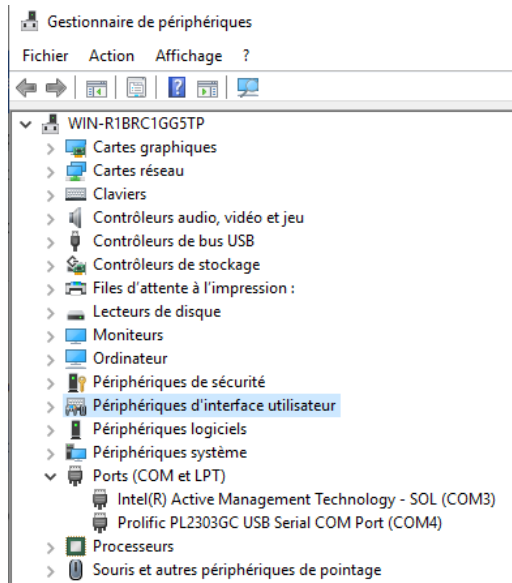 Gestionnaire de périphériques
Fichier Action Affichage ?
WIN-R1BRC1GG5TP
Cartes graphiques
Cartes réseau
Claviers
Contrôleurs audio, vidéo et jeu
Contrôleurs de bus USB
Contrôleurs de stockage
Files d'attente à l'impression :
Lecteurs de disque
Moniteurs
Ordinateur
Périphériques de sécurité
Périphériques d'interface utilisateur
Périphériques logiciels
Périphériques système
Ports (COM et LPT)
Intel(R) Active Management Technology - SOL (COM3)
Prolific PL2303GC USB Serial COM Port (COM4)
Processeurs
Souris et autres périphériques de pointage